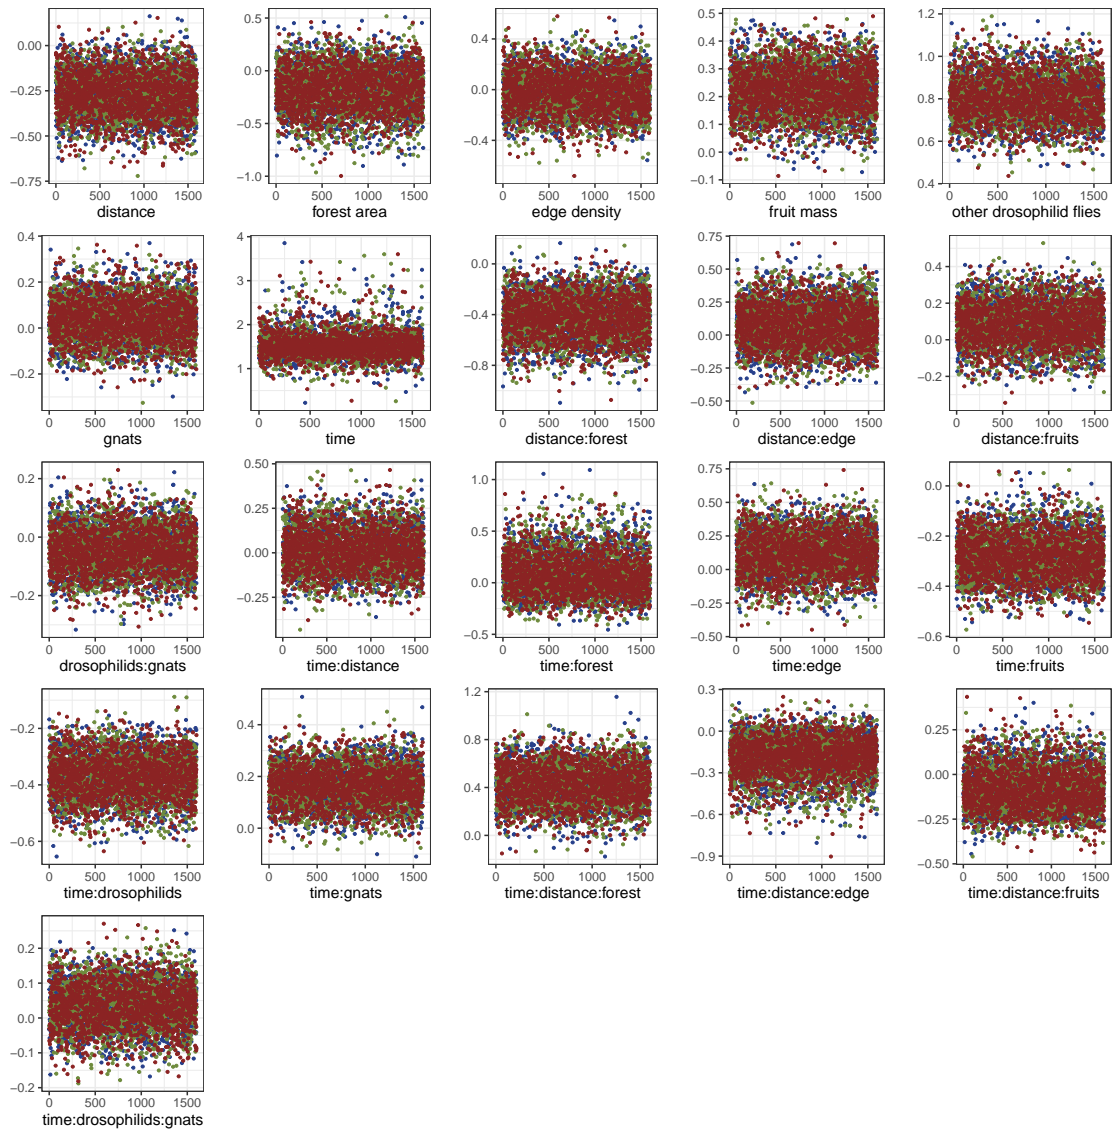 0.00
−0.25
−0.50
−0.75
0 500 1000 1500
distance
0.5
0.0
−0.5
−1.0
0 500 1000 1500
forest area
0.4
0.0
−0.4
0 500 1000 1500
edge density
0.5
0.4
0.3
0.2
0.1
0.0
−0.1
0 500 1000 1500
fruit mass
1.2
1.0
0.8
0.6
0.4
0 500 1000 1500
other drosophilid flies
0.4
0.2
0.0
−0.2
0 500 1000 1500
gnats
4
3
2
1
0 500 1000 1500
time
0.0
−0.4
−0.8
0 500 1000 1500
distance:forest
0.75
0.50
0.25
0.00
−0.25
−0.50
0 500 1000 1500
distance:edge
0.4
0.2
0.0
−0.2
0 500 1000 1500
distance:fruits
0.2
0.0
−0.2
0 500 1000 1500
drosophilids:gnats
0.50
0.25
0.00
−0.25
0 500 1000 1500
time:distance
1.0
0.5
0.0
−0.5
0 500 1000 1500
time:forest
0.75
0.50
0.25
0.00
−0.25
−0.50
0 500 1000 1500
time:edge
0.0
−0.2
−0.4
−0.6
0 500 1000 1500
time:fruits
−0.2
−0.4
−0.6
0 500 1000 1500
time:drosophilids
0.4
0.2
0.0
0 500 1000 1500
time:gnats
1.2
0.8
0.4
0.0
0 500 1000 1500
time:distance:forest
0.3
0.0
−0.3
−0.6
−0.9
0 500 1000 1500
time:distance:edge
0.25
0.00
−0.25
−0.50
0 500 1000 1500
time:distance:fruits
0.2
0.1
0.0
−0.1
−0.2
0 500 1000 1500
time:drosophilids:gnats